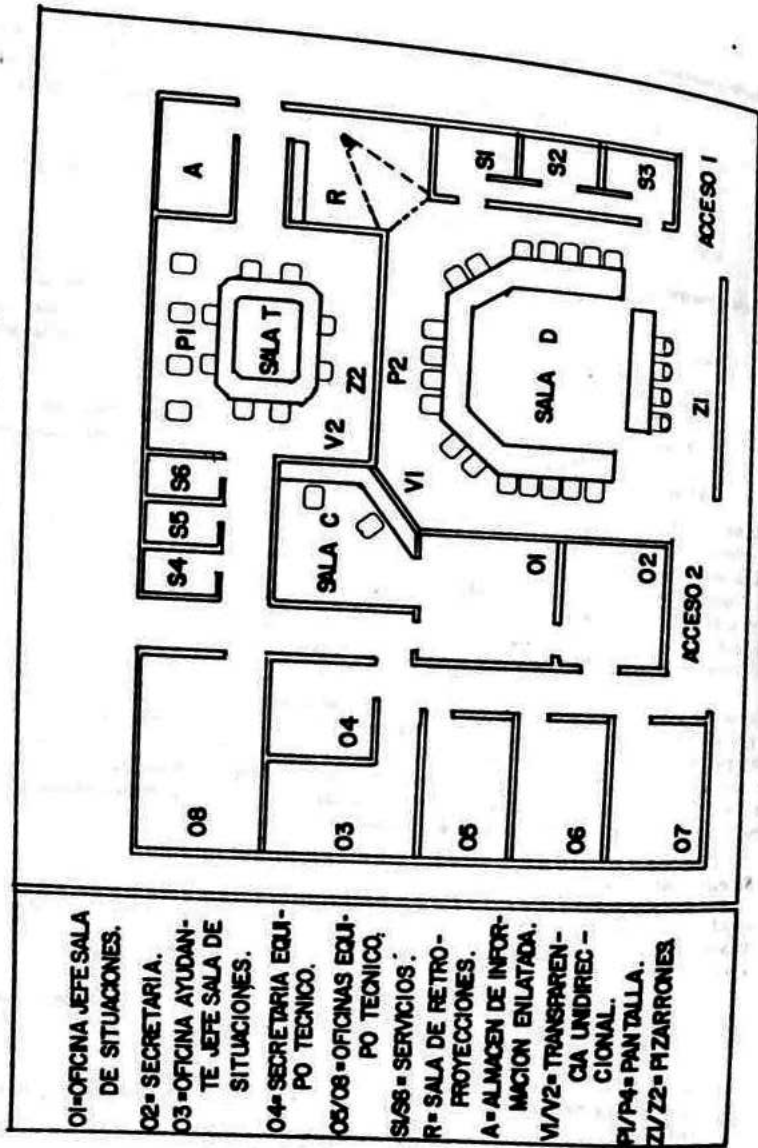 O1=OFICINA JEFE SALA
DE SITUACIONES.
O2=SECRETARIA.
O3=OFICINA AYUDAN-
TE JEFE SALA DE
SITUACIONES.
O4=SECRETARIA EQUI-
PO TECNICO.
O5/O8=OFICINAS EQUI-
PO TECNICO.
S1/S6=SERVICIOS.
R=SALA DE RETRO-
PROYECCIONES.
A=ALMACEN DE INFOR-
MACION ENLATADA.
V1/V2=TRANSPAREN-
CIA UNIDIREC-
CIONAL.
P1/P4=PANTALLA.
Z1/Z2=PIZARRONES.
O8
S4
S5
S6
P1
A
O3
O4
SALA C
V2
SALA T
Z2
R
O5
O1
V1
P2
S1
O6
O2
SALA D
S2
O7
ACCESO 2
Z1
S3
ACCESO 1